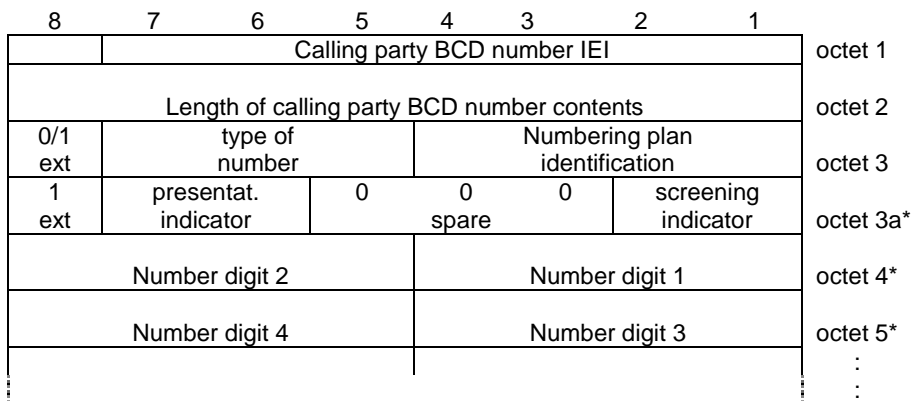 8 7 6 5 4 3 2 1
Calling party BCD number IEI octet 1
Length of calling party BCD number contents octet 2
0/1 type of Numbering plan
ext number identification octet 3
1 presentat. 0 0 0 screening
ext indicator spare indicator octet 3a*
Number digit 2 Number digit 1 octet 4*
Number digit 4 Number digit 3 octet 5*
:
: